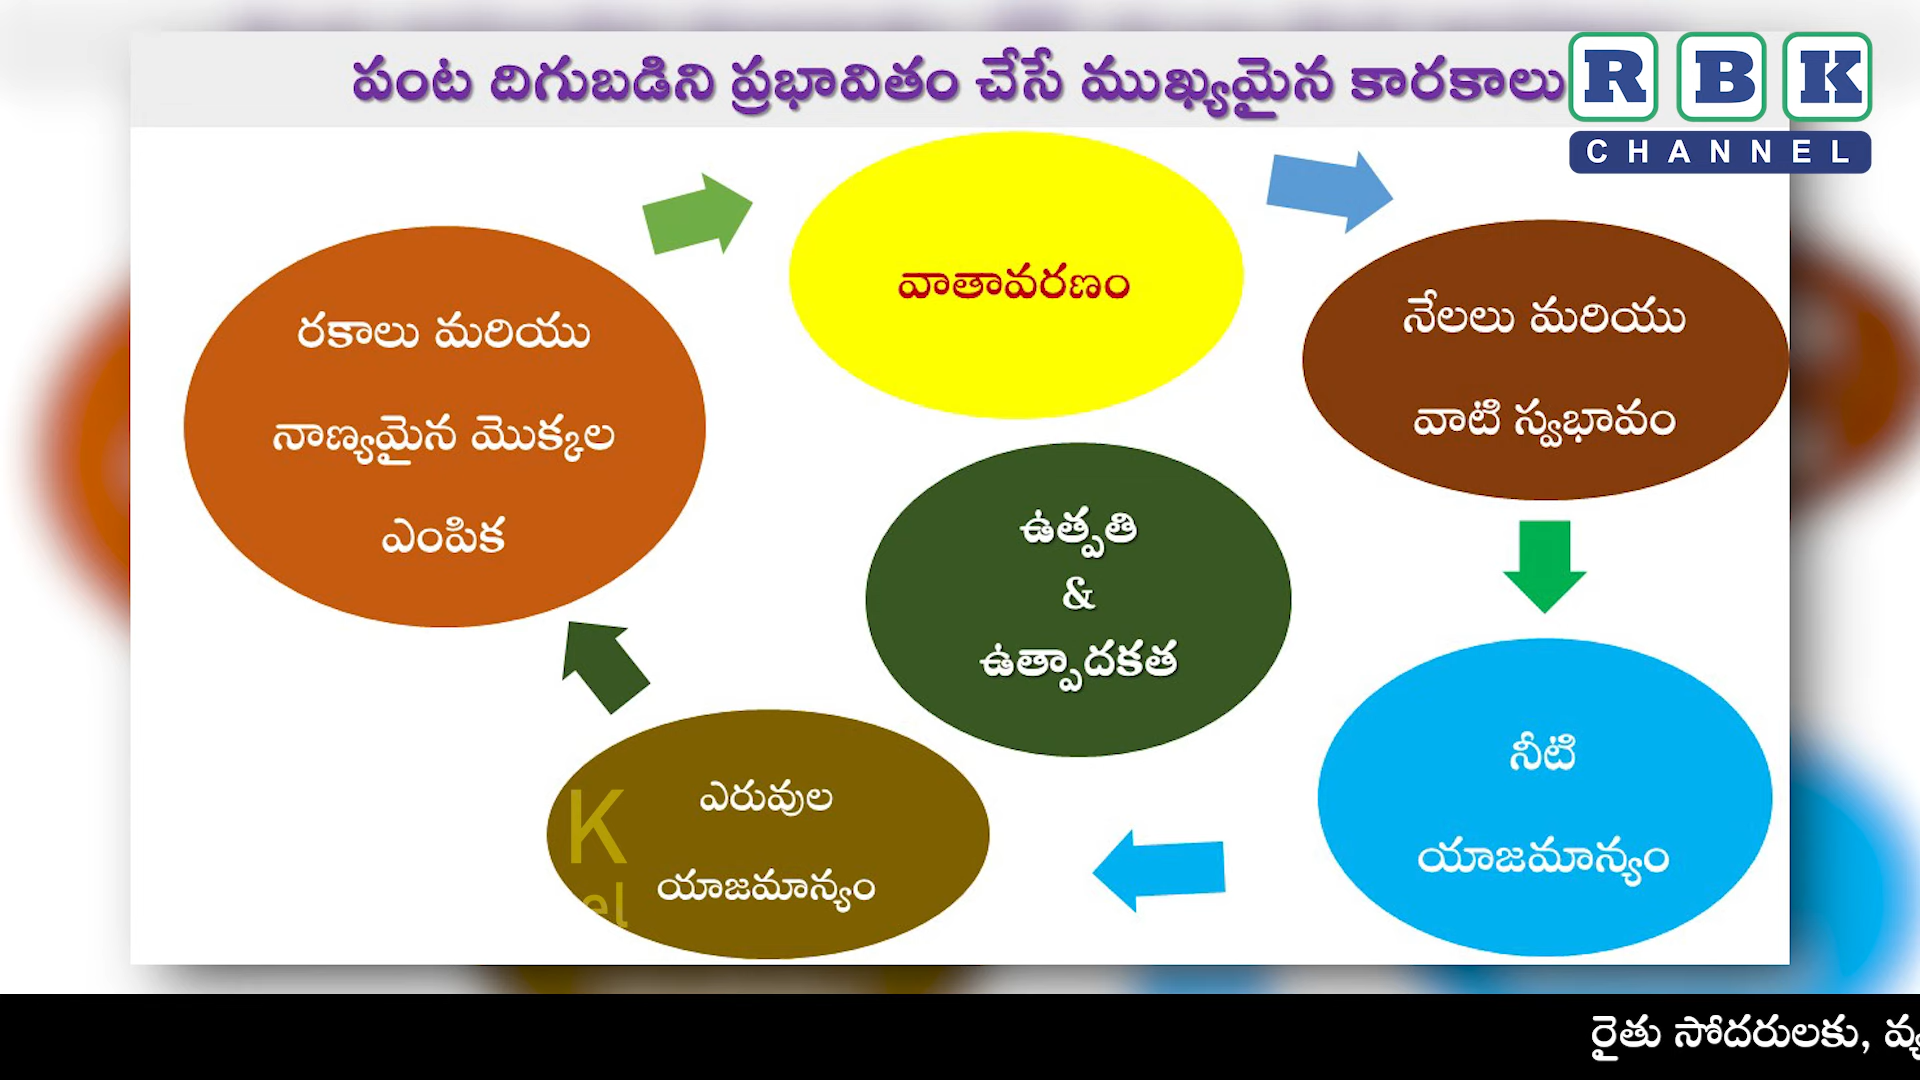 పంట దిగుబడిని ప్రభావితం చేసే ముఖ్యమైన కారకాలు
R B K
CHANNEL
వాతావరణం
నేలలు మరియు
వాటి స్వభావం
రకాలు మరియు
నాణ్యమైన మొక్కల
ఎంపిక
ఉత్పతి
&
ఉత్పాదకత
నీటి
యాజమాన్యం
ఎరువుల
యాజమాన్యం
K
el
రైతు సోదరులకు,